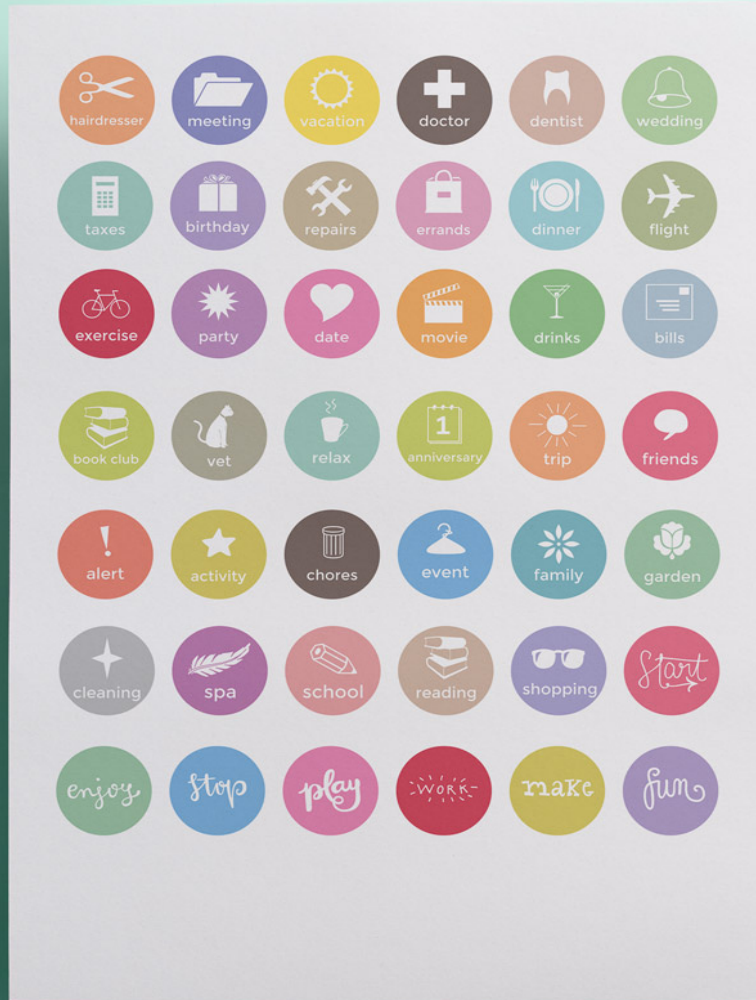 hairdresser
meeting
vacation
doctor
dentist
wedding
taxes
birthday
repairs
errands
dinner
flight
exercise
party
date
movie
drinks
bills
book club
vet
relax
1
anniversary
trip
friends
alert
activity
chores
event
family
garden
cleaning
spa
school
reading
shopping
Start
enjoy
stop
play
WORK
make
fun